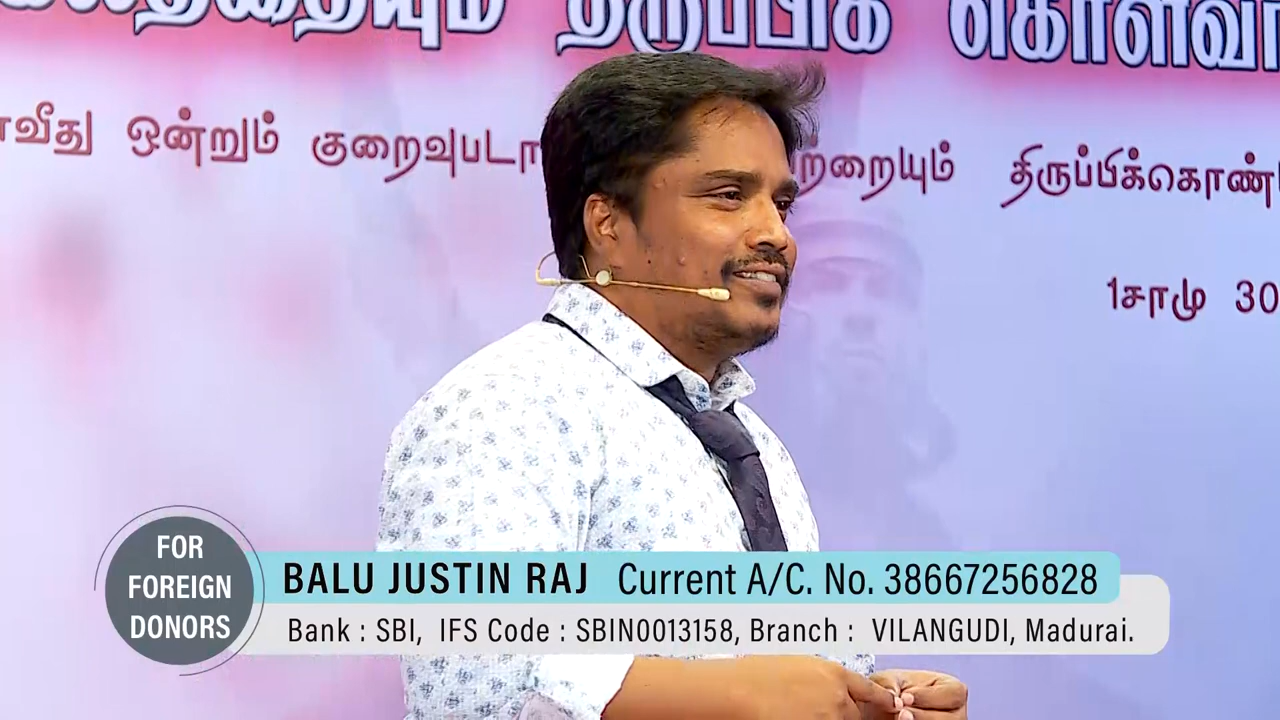 திருப்பிக்
ஒன்றும் குறைவுபடா
திருப்பிக்கொண்
1சாமு 30
FOR
FOREIGN
DONORS
BALU JUSTIN RAJ Current A/C. No. 38667256828
Bank : SBI, IFS Code : SBIN0013158, Branch : VILANGUDI, Madurai.